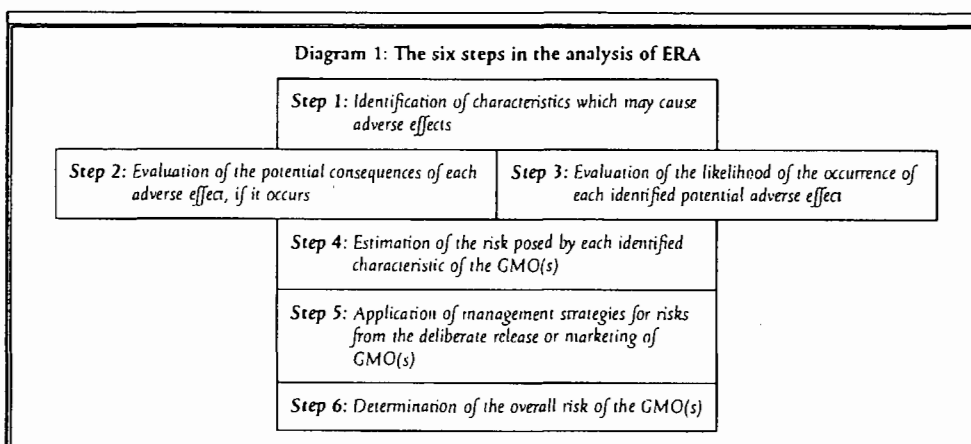 Diagram 1: The six steps in the analysis of ERA
Step 1: Identification of characteristics which may cause
adverse effects
Step 2: Evaluation of the potential consequences of each
adverse effect, if it occurs
Step 3: Evaluation of the likelihood of the occurrence of
each identified potential adverse effect
Step 4: Estimation of the risk posed by each identified
characteristic of the GMO(s)
Step 5: Application of management strategies for risks
from the deliberate release or marketing of
GMO(s)
Step 6: Determination of the overall risk of the GMO(s)